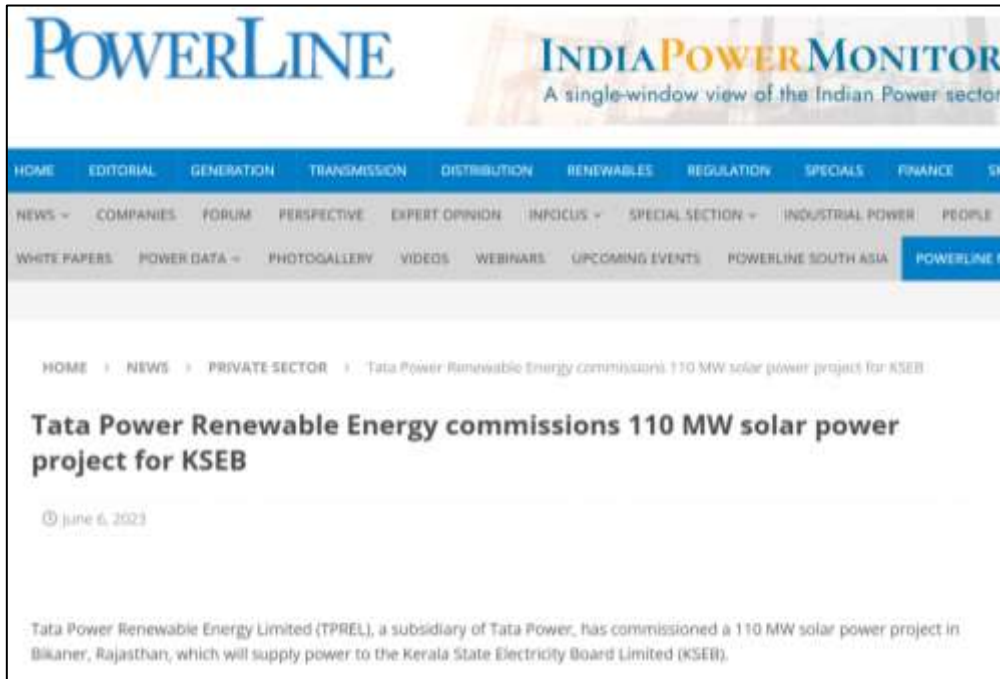 POWERLINE
INDIAPOWERMONITOR
A single-window view of the Indian Power sector
HOME EDITORIAL GENERATION TRANSMISSION DISTRIBUTION RENEWABLES REGULATION SPECIALS FINANCE
NEWS COMPANIES FORUM PERSPECTIVE EXPERT OPINION INFOCUS SPECIAL SECTION INDUSTRIAL POWER PEOPLE
WHITE PAPERS POWER DATA PHOTOGALLERY VIDEOS WEBINARS UPCOMING EVENTS POWERLINE SOUTH ASIA POWERLINE
HOME › NEWS › PRIVATE SECTOR › Tata Power Renewable Energy commissions 110 MW solar power project for KSEB
Tata Power Renewable Energy commissions 110 MW solar power
project for KSEB
June 6, 2023
Tata Power Renewable Energy Limited (TPREL), a subsidiary of Tata Power, has commissioned a 110 MW solar power project in
Bikaner, Rajasthan, which will supply power to the Kerala State Electricity Board Limited (KSEB).